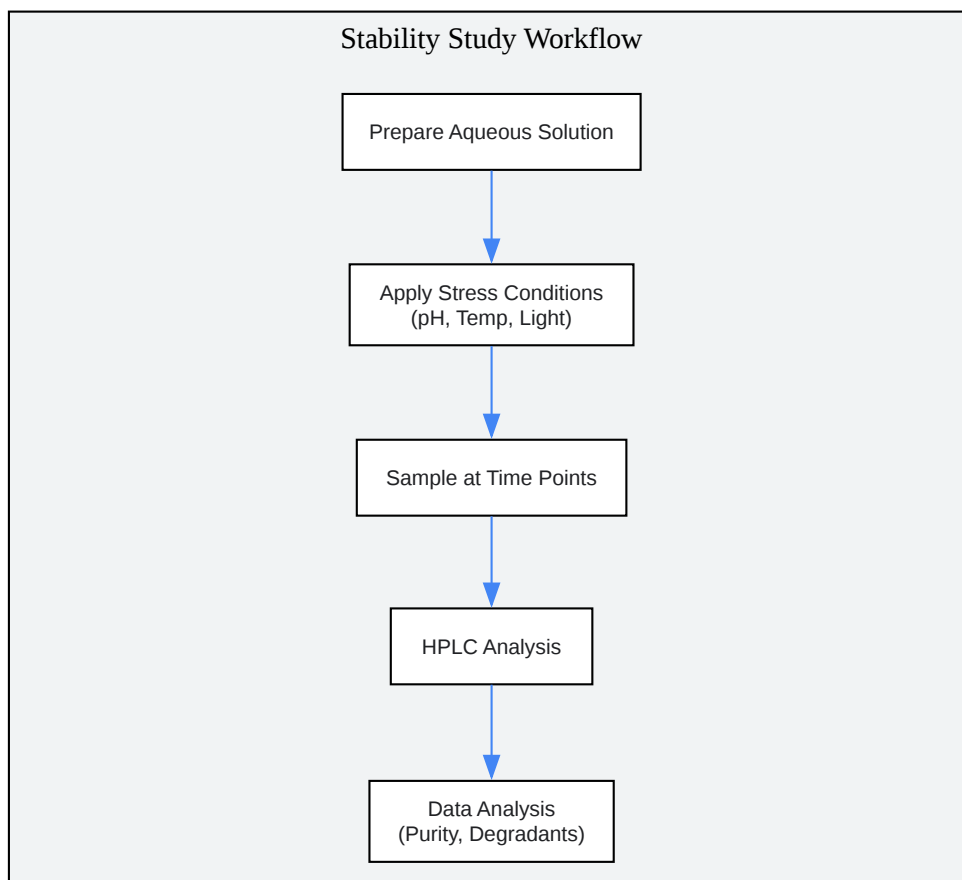 Stability Study Workflow
Prepare Aqueous Solution
Apply Stress Conditions
(pH, Temp, Light)
Sample at Time Points
HPLC Analysis
Data Analysis
(Purity, Degradants)